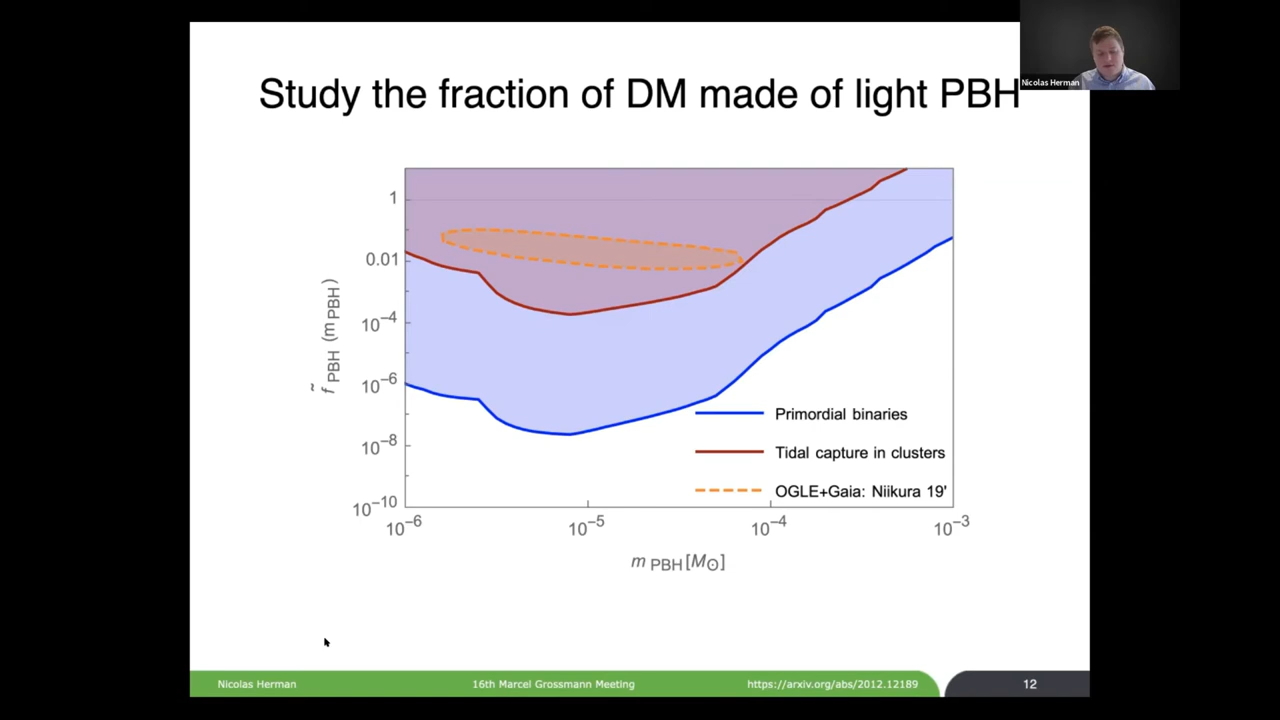 Nicolas Herman
Study the fraction of DM made of light PBH
1
0.01
10⁻⁴
10⁻⁶
10⁻⁸
10⁻¹⁰
f̃ PBH (m PBH)
Primordial binaries
Tidal capture in clusters
OGLE+Gaia: Niikura 19'
10⁻⁶ 10⁻⁵ 10⁻⁴ 10⁻³
m PBH [M⊙]
Nicolas Herman 16th Marcel Grossmann Meeting https://arxiv.org/abs/2012.12189 12